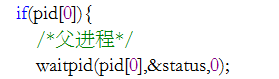 if(pid[0]){
/*父进程*/
waitpid(pid[0],&status,0);